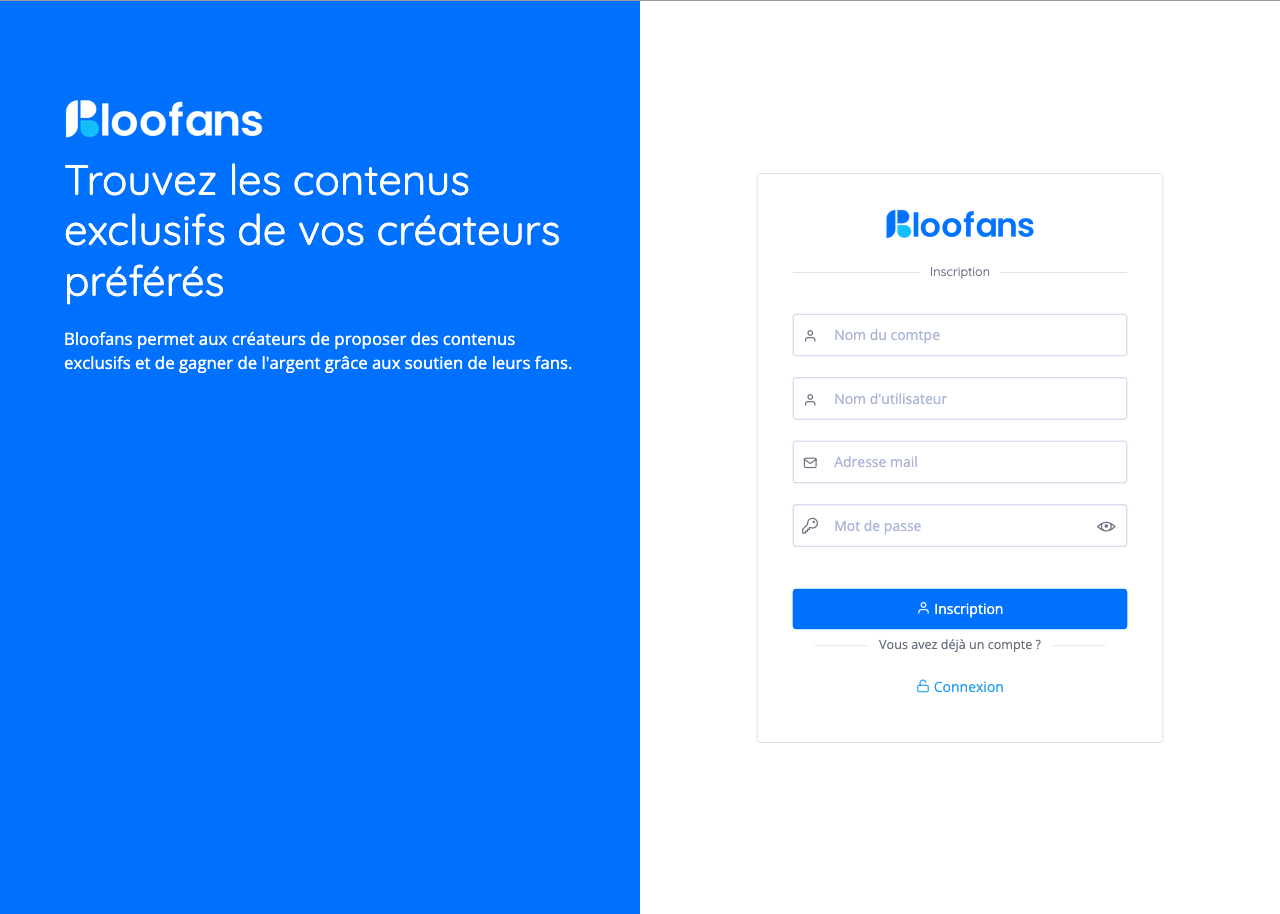 Bloofans
Trouvez les contenus
exclusifs de vos créateurs
préférés
Bloofans permet aux créateurs de proposer des contenus
exclusifs et de gagner de l'argent grâce aux soutien de leurs fans.
Bloofans
Inscription
Nom du comtpe
Nom d'utilisateur
Adresse mail
Mot de passe
Inscription
Vous avez déjà un compte ?
Connexion